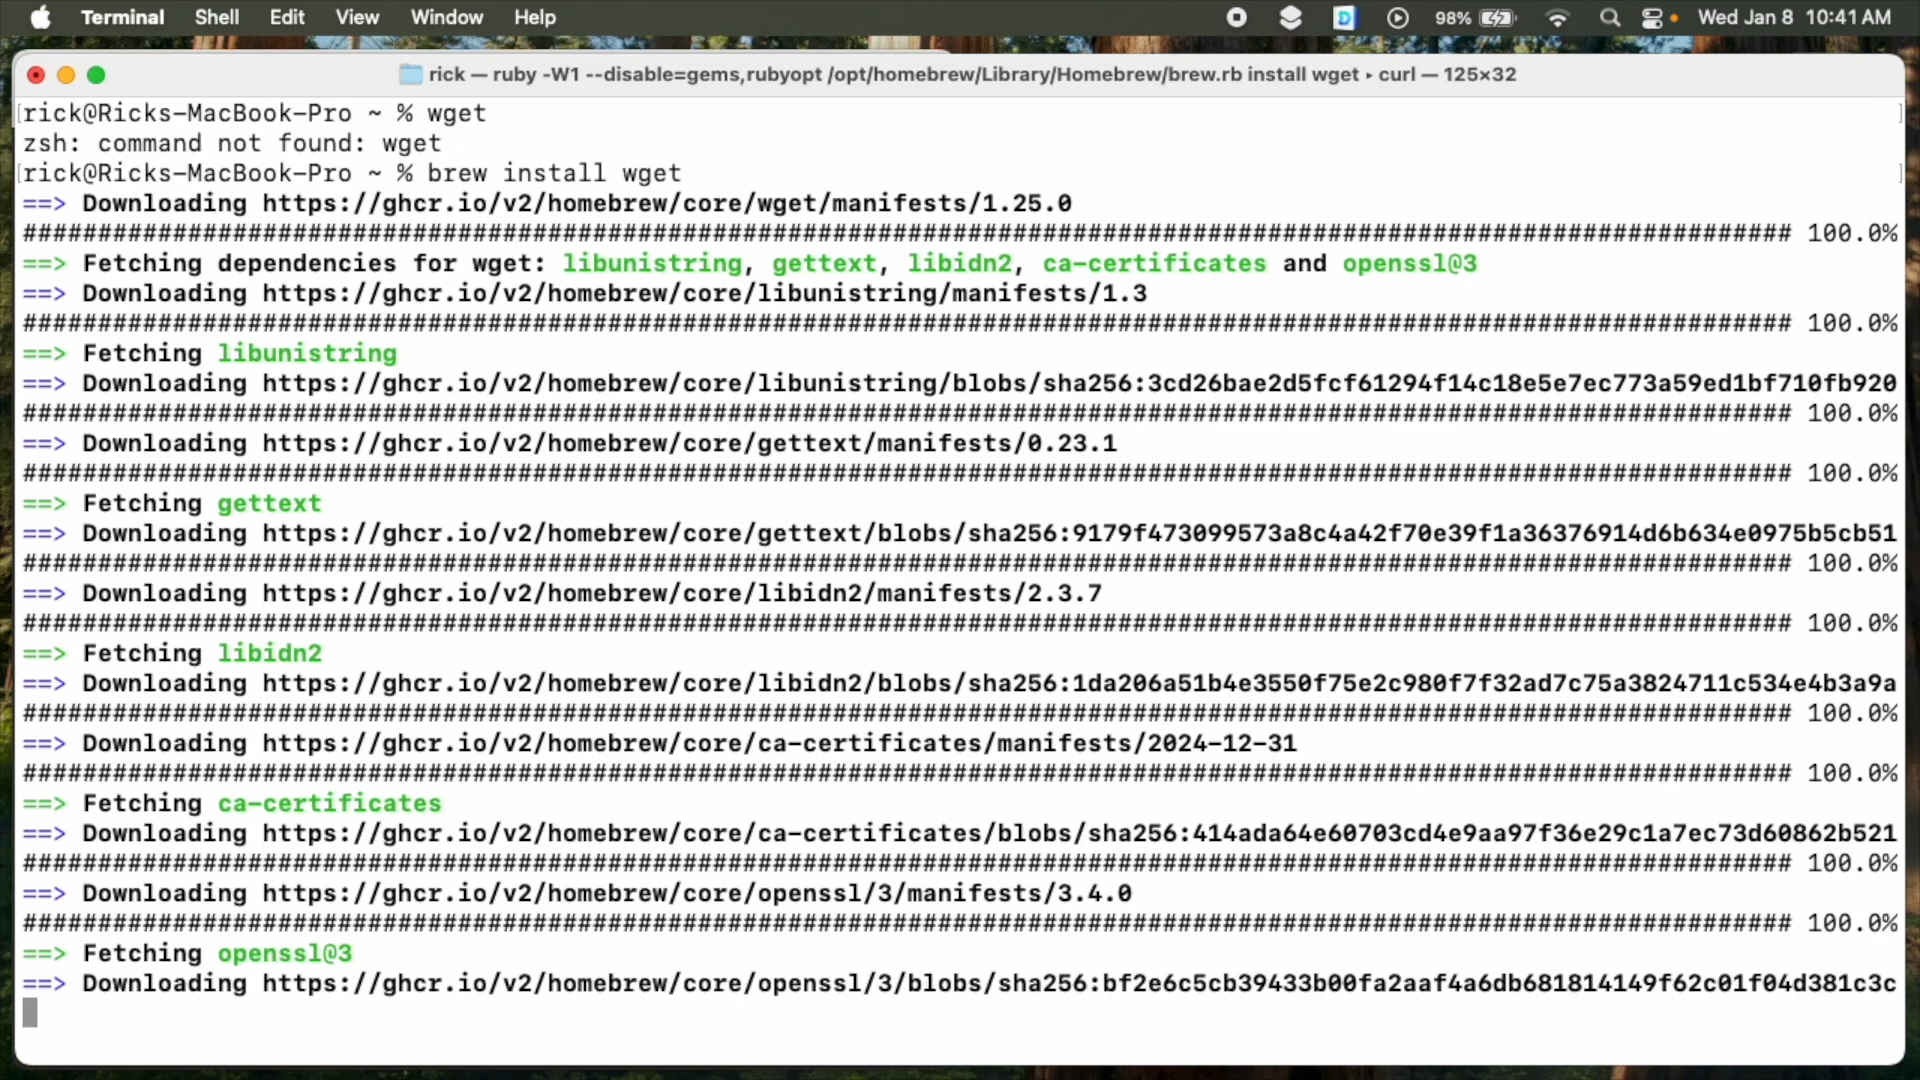 Terminal Shell Edit View Window Help 98% Wed Jan 8 10:41 AM
rick — ruby -W1 --disable=gems,rubyopt /opt/homebrew/Library/Homebrew/brew.rb install wget ▸ curl — 125×32
[rick@Ricks-MacBook-Pro ~ % wget ]
zsh: command not found: wget
[rick@Ricks-MacBook-Pro ~ % brew install wget ]
==> Downloading https://ghcr.io/v2/homebrew/core/wget/manifests/1.25.0
###################################################################################################################### 100.0%
==> Fetching dependencies for wget: libunistring, gettext, libidn2, ca-certificates and openssl@3
==> Downloading https://ghcr.io/v2/homebrew/core/libunistring/manifests/1.3
###################################################################################################################### 100.0%
==> Fetching libunistring
==> Downloading https://ghcr.io/v2/homebrew/core/libunistring/blobs/sha256:3cd26bae2d5fcf61294f14c18e5e7ec773a59ed1bf710fb920
###################################################################################################################### 100.0%
==> Downloading https://ghcr.io/v2/homebrew/core/gettext/manifests/0.23.1
###################################################################################################################### 100.0%
==> Fetching gettext
==> Downloading https://ghcr.io/v2/homebrew/core/gettext/blobs/sha256:9179f473099573a8c4a42f70e39f1a36376914d6b634e0975b5cb51
###################################################################################################################### 100.0%
==> Downloading https://ghcr.io/v2/homebrew/core/libidn2/manifests/2.3.7
###################################################################################################################### 100.0%
==> Fetching libidn2
==> Downloading https://ghcr.io/v2/homebrew/core/libidn2/blobs/sha256:1da206a51b4e3550f75e2c980f7f32ad7c75a3824711c534e4b3a9a
###################################################################################################################### 100.0%
==> Downloading https://ghcr.io/v2/homebrew/core/ca-certificates/manifests/2024-12-31
###################################################################################################################### 100.0%
==> Fetching ca-certificates
==> Downloading https://ghcr.io/v2/homebrew/core/ca-certificates/blobs/sha256:414ada64e60703cd4e9aa97f36e29c1a7ec73d60862b521
###################################################################################################################### 100.0%
==> Downloading https://ghcr.io/v2/homebrew/core/openssl/3/manifests/3.4.0
###################################################################################################################### 100.0%
==> Fetching openssl@3
==> Downloading https://ghcr.io/v2/homebrew/core/openssl/3/blobs/sha256:bf2e6c5cb39433b00fa2aaf4a6db681814149f62c01f04d381c3c